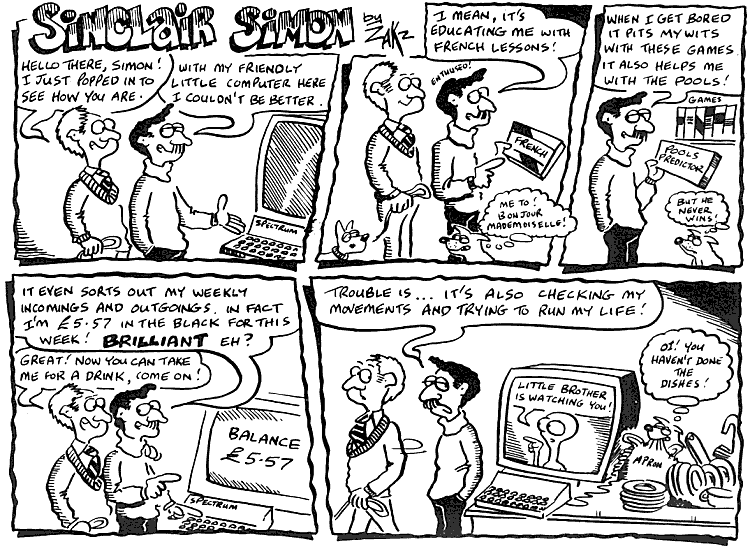 SINCLAIR SIMON
by
ZAK
HELLO THERE, SIMON!
I JUST POPPED IN TO
SEE HOW YOU ARE.
WITH MY FRIENDLY
LITTLE COMPUTER HERE
I COULDN'T BE BETTER.
SPECTRUM
I MEAN, IT'S
EDUCATING ME WITH
FRENCH LESSONS!
ENTHUSED!
FRENCH
ME TO!
BONJOUR
MADEMOISELLE!
WHEN I GET BORED
IT PITS MY WITS
WITH THESE GAMES.
IT ALSO HELPS ME
WITH THE POOLS!
GAMES
POOLS
PREDICTOR
BUT HE
NEVER
WINS!
IT EVEN SORTS OUT MY WEEKLY
INCOMINGS AND OUTGOINGS. IN FACT
I'M £5·57 IN THE BLACK FOR THIS
WEEK! BRILLIANT EH?
GREAT! NOW YOU CAN TAKE
ME FOR A DRINK, COME ON!
BALANCE
£5·57
SPECTRUM
TROUBLE IS... IT'S ALSO CHECKING MY
MOVEMENTS AND TRYING TO RUN MY LIFE!
LITTLE BROTHER
IS WATCHING YOU!
OI! YOU
HAVEN'T DONE
THE
DISHES!
APRON